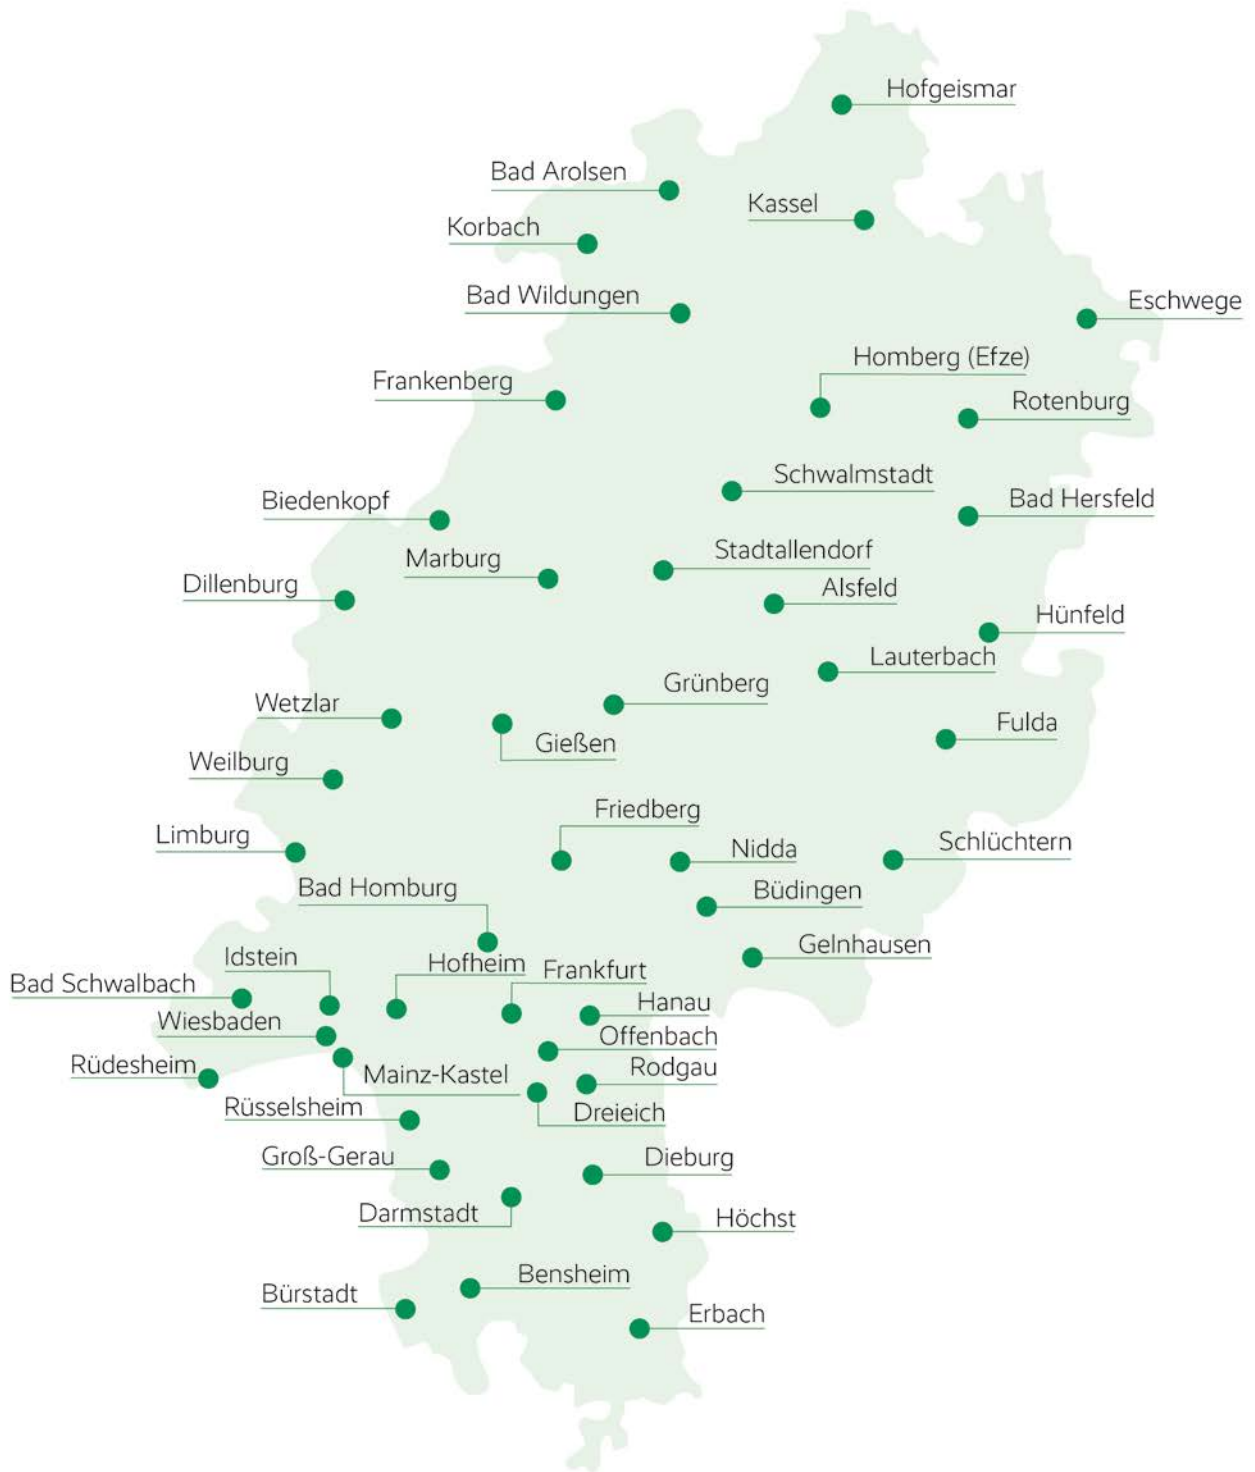 Hofgeismar
Bad Arolsen
Kassel
Korbach
Bad Wildungen
Eschwege
Homberg (Efze)
Frankenberg
Rotenburg
Schwalmstadt
Biedenkopf
Bad Hersfeld
Stadtallendorf
Marburg
Dillenburg
Alsfeld
Hünfeld
Lauterbach
Grünberg
Wetzlar
Fulda
Gießen
Weilburg
Friedberg
Limburg
Nidda
Schlüchtern
Bad Homburg
Büdingen
Gelnhausen
Idstein
Hofheim
Frankfurt
Bad Schwalbach
Hanau
Wiesbaden
Offenbach
Rüdesheim
Mainz-Kastel
Rodgau
Rüsselsheim
Dreieich
Groß-Gerau
Dieburg
Darmstadt
Höchst
Bensheim
Bürstadt
Erbach